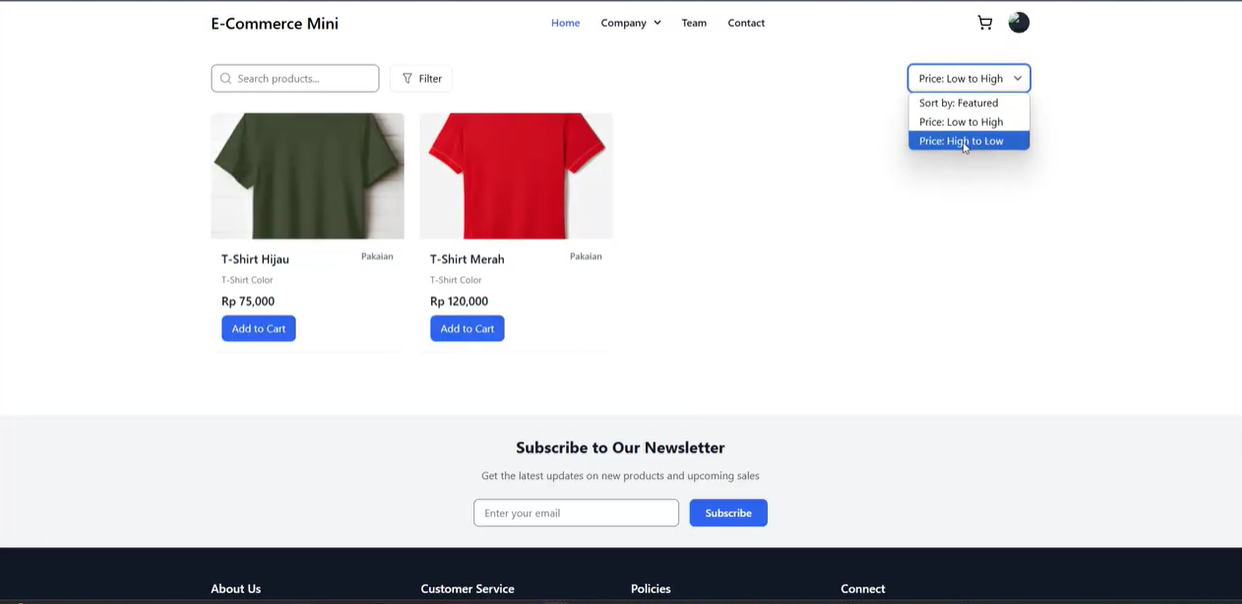 E-Commerce Mini
Home Company Team Contact
Search products...
Filter
Price: Low to High
Sort by: Featured
Price: Low to High
Price: High to Low
T-Shirt Hijau Pakaian
T-Shirt Color
Rp 75,000
Add to Cart
T-Shirt Merah Pakaian
T-Shirt Color
Rp 120,000
Add to Cart
Subscribe to Our Newsletter
Get the latest updates on new products and upcoming sales
Enter your email
Subscribe
About Us Customer Service Policies Connect